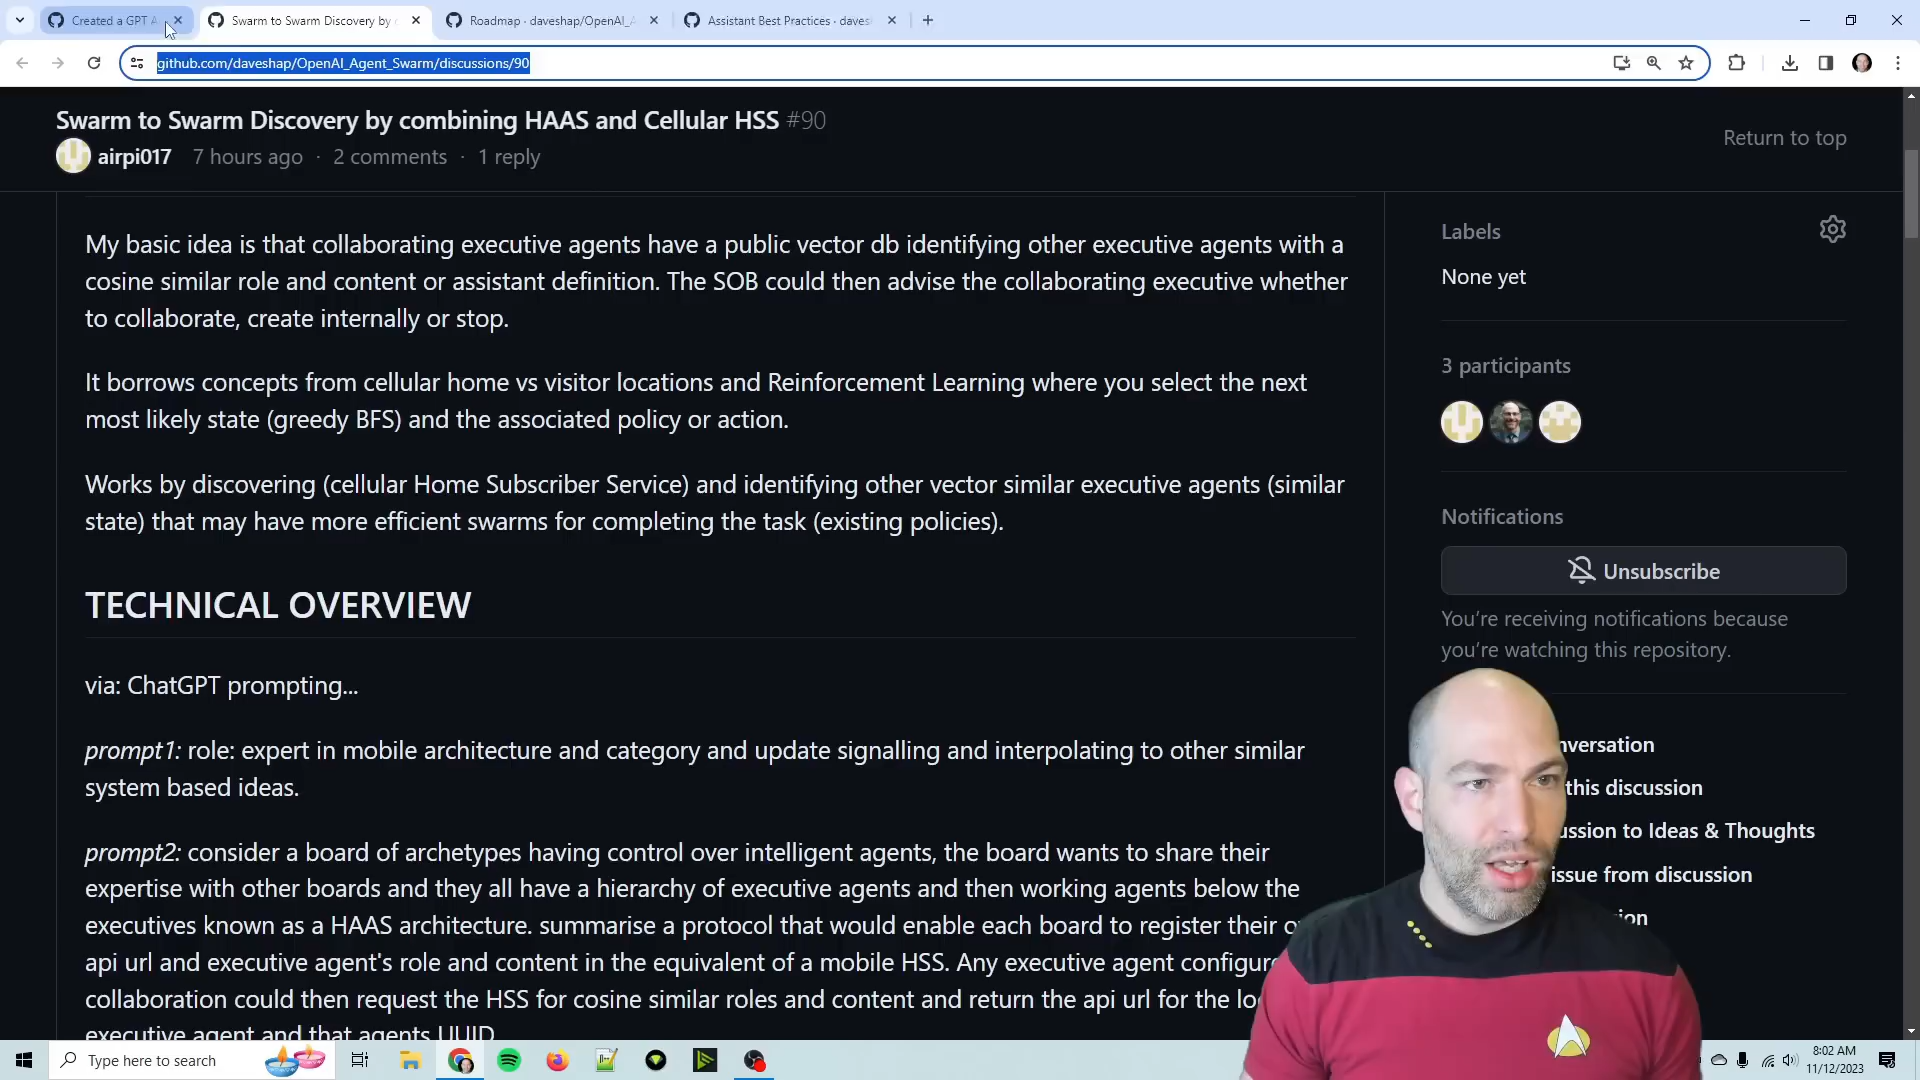 Created a GPT A
Swarm to Swarm Discovery by c
Roadmap · daveshap/OpenAI_A
Assistant Best Practices · daves
github.com/daveshap/OpenAI_Agent_Swarm/discussions/90
Swarm to Swarm Discovery by combining HAAS and Cellular HSS #90
airpi017 7 hours ago · 2 comments · 1 reply
Return to top
My basic idea is that collaborating executive agents have a public vector db identifying other executive agents with a
cosine similar role and content or assistant definition. The SOB could then advise the collaborating executive whether
to collaborate, create internally or stop.
It borrows concepts from cellular home vs visitor locations and Reinforcement Learning where you select the next
most likely state (greedy BFS) and the associated policy or action.
Works by discovering (cellular Home Subscriber Service) and identifying other vector similar executive agents (similar
state) that may have more efficient swarms for completing the task (existing policies).
TECHNICAL OVERVIEW
via: ChatGPT prompting...
prompt1: role: expert in mobile architecture and category and update signalling and interpolating to other similar
system based ideas.
prompt2: consider a board of archetypes having control over intelligent agents, the board wants to share their
expertise with other boards and they all have a hierarchy of executive agents and then working agents below the
executives known as a HAAS architecture. summarise a protocol that would enable each board to register their o
api url and executive agent's role and content in the equivalent of a mobile HSS. Any executive agent configure
collaboration could then request the HSS for cosine similar roles and content and return the api url for the lo
executive agent and that agents UUID.
Labels
None yet
3 participants
Notifications
Unsubscribe
You're receiving notifications because
you're watching this repository.
nversation
this discussion
ussion to Ideas & Thoughts
issue from discussion
ion
Type here to search
8:02 AM
11/12/2023